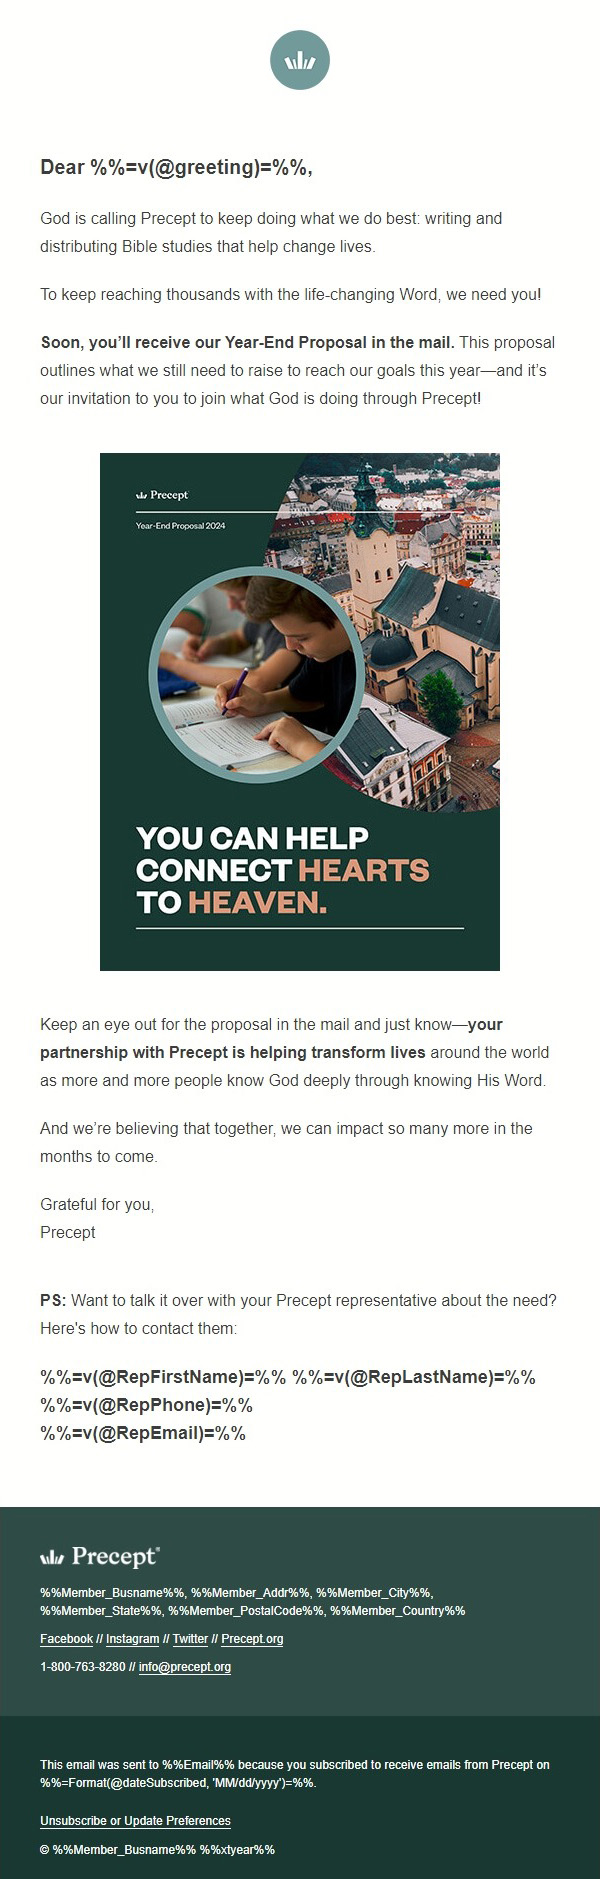 Dear %%=v(@greeting)=%%,
God is calling Precept to keep doing what we do best: writing and
distributing Bible studies that help change lives.
To keep reaching thousands with the life-changing Word, we need you!
Soon, you’ll receive our Year-End Proposal in the mail. This proposal
outlines what we still need to raise to reach our goals this year—and it’s
our invitation to you to join what God is doing through Precept!
Precept
Year-End Proposal 2024
YOU CAN HELP
CONNECT HEARTS
TO HEAVEN.
Keep an eye out for the proposal in the mail and just know—your
partnership with Precept is helping transform lives around the world
as more and more people know God deeply through knowing His Word.
And we’re believing that together, we can impact so many more in the
months to come.
Grateful for you,
Precept
PS: Want to talk it over with your Precept representative about the need?
Here's how to contact them:
%%=v(@RepFirstName)=%% %%=v(@RepLastName)=%%
%%=v(@RepPhone)=%%
%%=v(@RepEmail)=%%
Precept®
%%Member_Busname%%, %%Member_Addr%%, %%Member_City%%,
%%Member_State%%, %%Member_PostalCode%%, %%Member_Country%%
Facebook // Instagram // Twitter // Precept.org
1-800-763-8280 // info@precept.org
This email was sent to %%Email%% because you subscribed to receive emails from Precept on
%%=Format(@dateSubscribed, 'MM/dd/yyyy')=%%.
Unsubscribe or Update Preferences
© %%Member_Busname%% %%xtyear%%